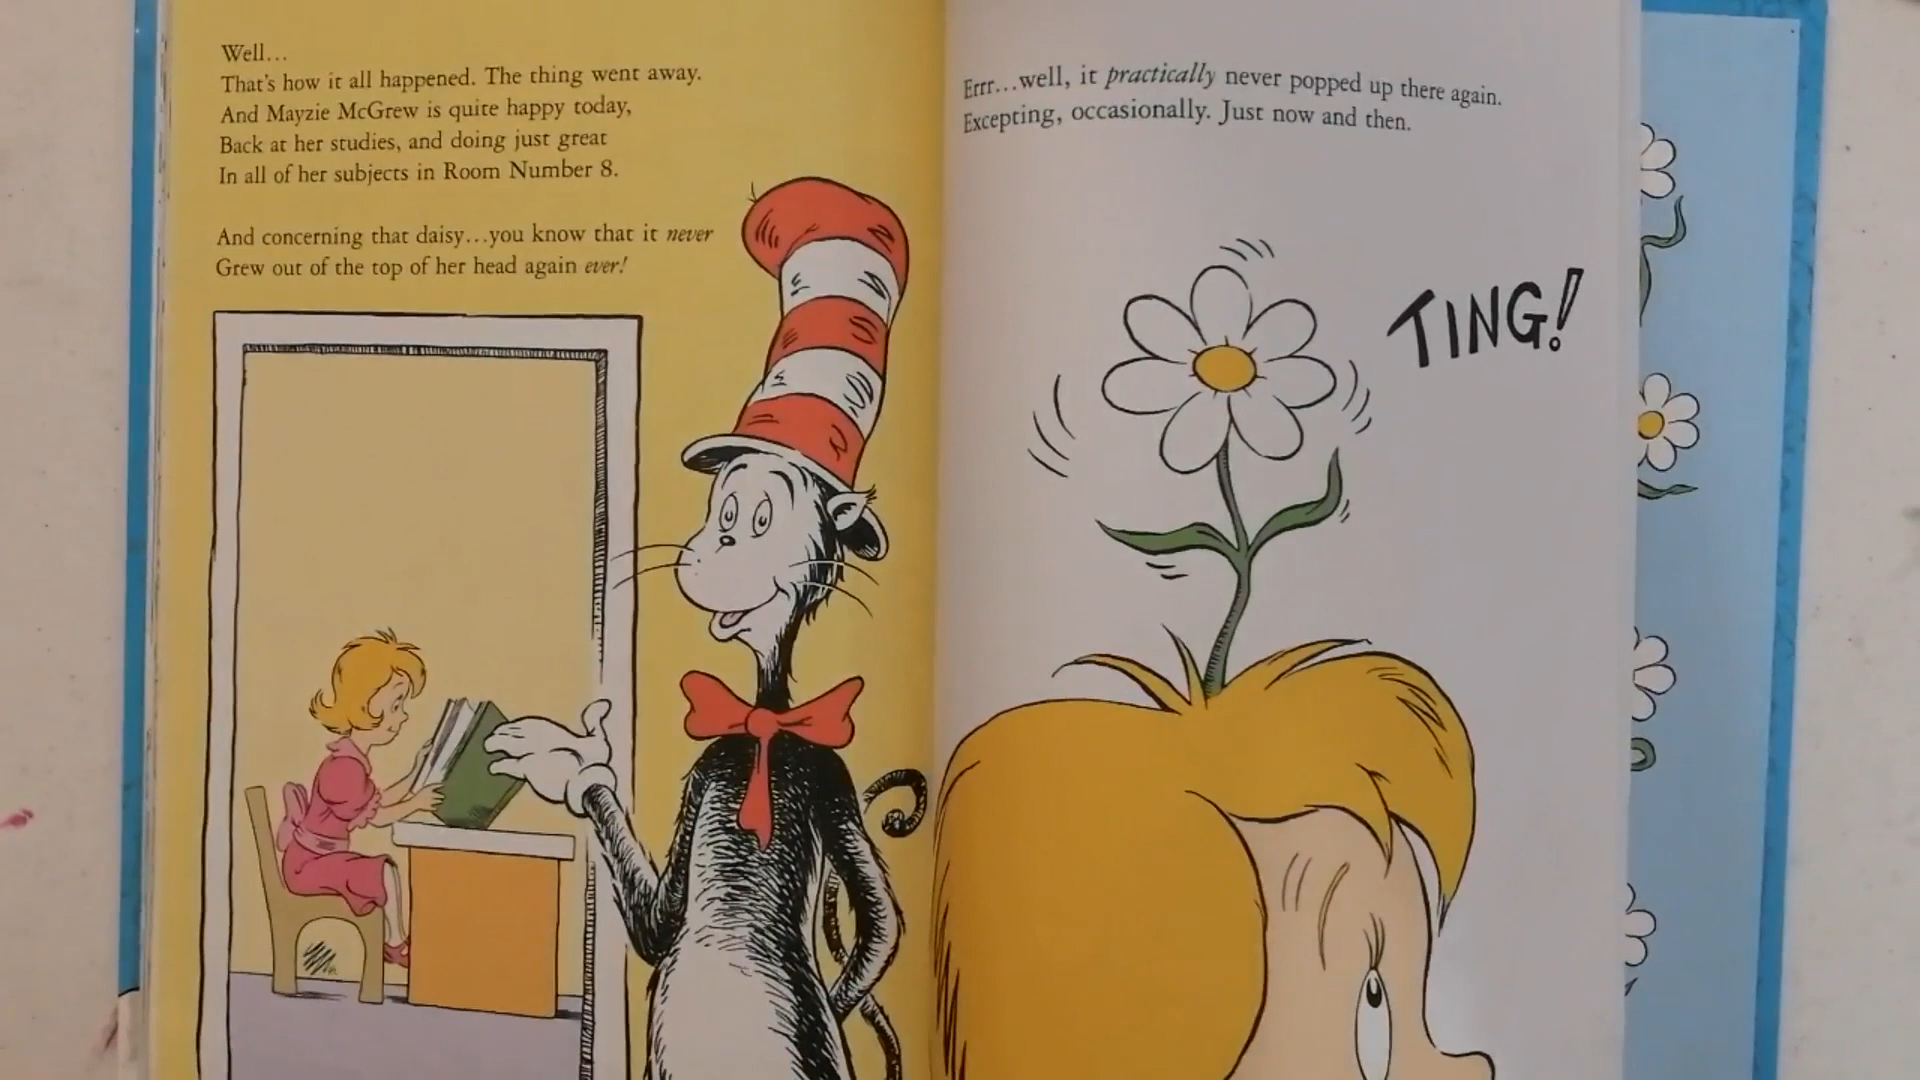 Well...
That's how it all happened. The thing went away.
And Mayzie McGrew is quite happy today,
Back at her studies, and doing just great
In all of her subjects in Room Number 8.
And concerning that daisy...you know that it never
Grew out of the top of her head again ever!
Errr...well, it practically never popped up there again.
Excepting, occasionally. Just now and then.
TING!